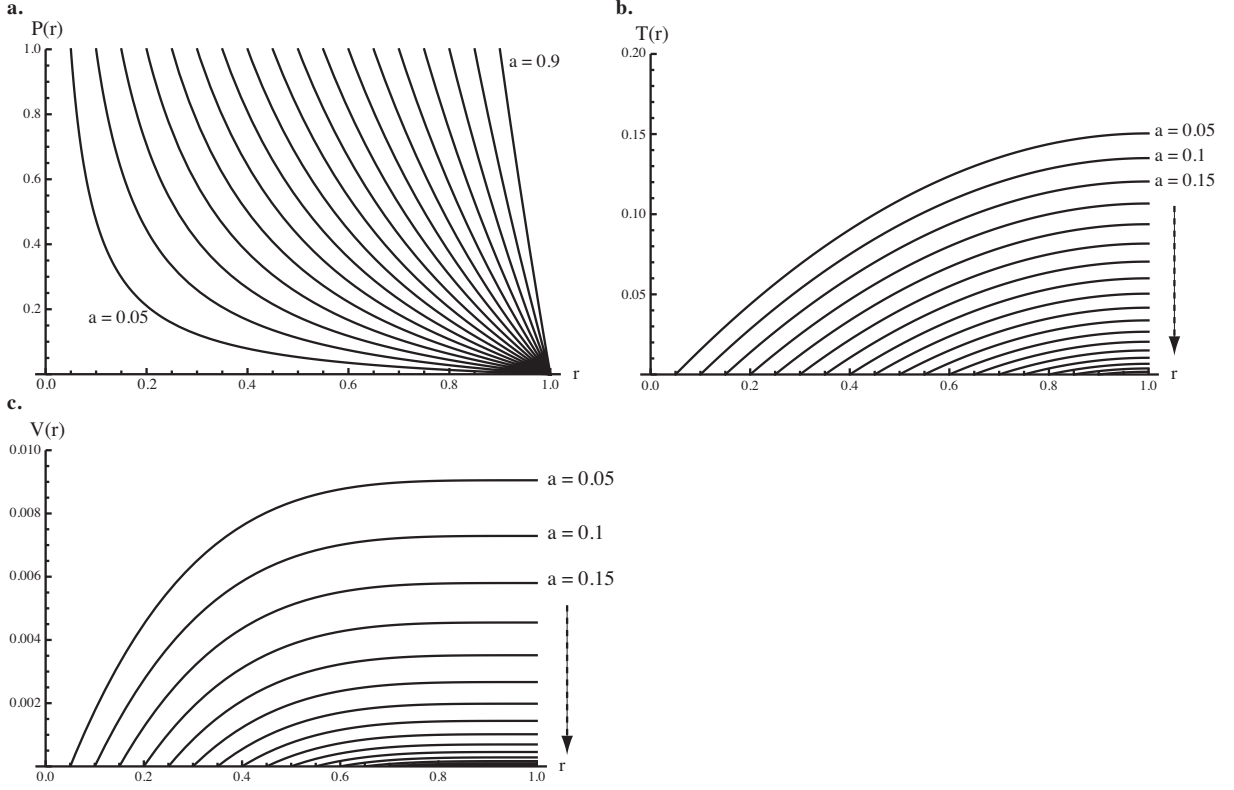 a.
P(r)
1.0
0.8
0.6
0.4
0.2
a = 0.9
a = 0.05
0.0 0.2 0.4 0.6 0.8 1.0 r
b.
T(r)
0.20
0.15
0.10
0.05
a = 0.05
a = 0.1
a = 0.15
0.0 0.2 0.4 0.6 0.8 1.0 r
c.
V(r)
0.010
0.008
0.006
0.004
0.002
a = 0.05
a = 0.1
a = 0.15
0.0 0.2 0.4 0.6 0.8 1.0 r